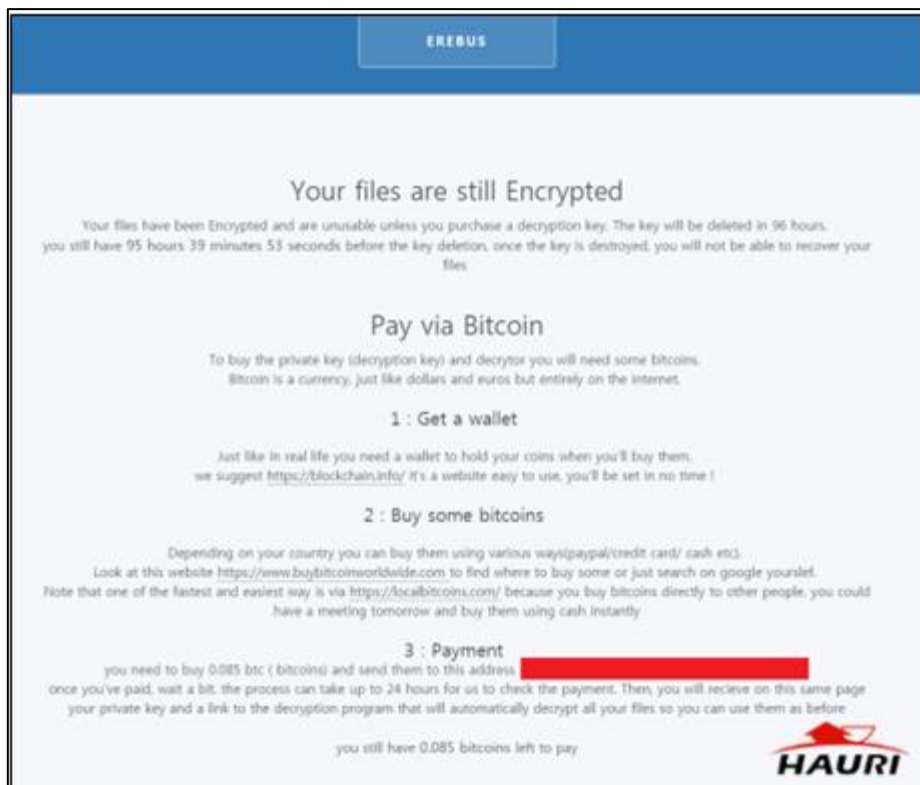 EREBUS
Your files are still Encrypted
Your files have been Encrypted and are unusable unless you purchase a decryption key. The key will be deleted in 96 hours.
you still have 95 hours 39 minutes 53 seconds before the key deletion, once the key is destroyed, you will not be able to recover your
files
Pay via Bitcoin
To buy the private key (decryption key) and decrytor you will need some bitcoins.
Bitcoin is a currency, just like dollars and euros but entirely on the internet.
1 : Get a wallet
Just like in real life you need a wallet to hold your coins when you'll buy them.
we suggest https://blockchain.info/ it's a website easy to use, you'll be set in no time !
2 : Buy some bitcoins
Depending on your country you can buy them using various ways(paypal/credit card/ cash etc).
Look at this website https://www.buybitcoinworldwide.com to find where to buy some or just search on google yourslef.
Note that one of the fastest and easiest way is via https://localbitcoins.com/ because you buy bitcoins directly to other people, you could
have a meeting tomorrow and buy them using cash instantly
3 : Payment
you need to buy 0.085 btc ( bitcoins) and send them to this address
once you've paid, wait a bit. the process can take up to 24 hours for us to check the payment. Then, you will recieve on this same page
your private key and a link to the decryption program that will automatically decrypt all your files so you can use them as before
you still have 0.085 bitcoins left to pay
HAURI